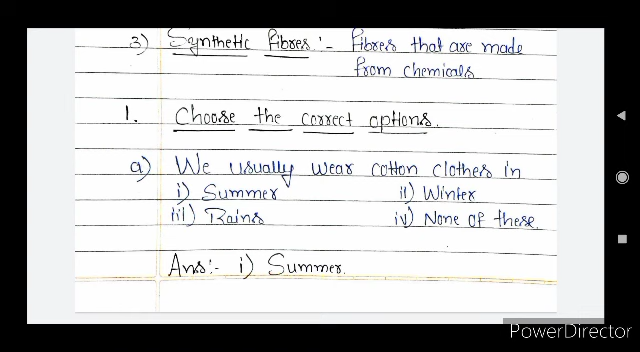 3) Synthetic Fibres :- Fibres that are made
from chemicals
1. Choose the correct options.
a) We usually wear cotton clothes in
i) Summer ii) Winter
iii) Rains iv) None of these.
Ans:- i) Summer.
PowerDirector